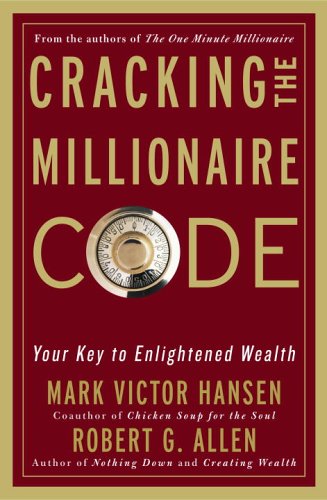 From the authors of The One Minute Millionaire
CRACKING THE
MILLIONAIRE
CODE
Your Key to Enlightened Wealth
MARK VICTOR HANSEN
Coauthor of Chicken Soup for the Soul
ROBERT G. ALLEN
Author of Nothing Down and Creating Wealth